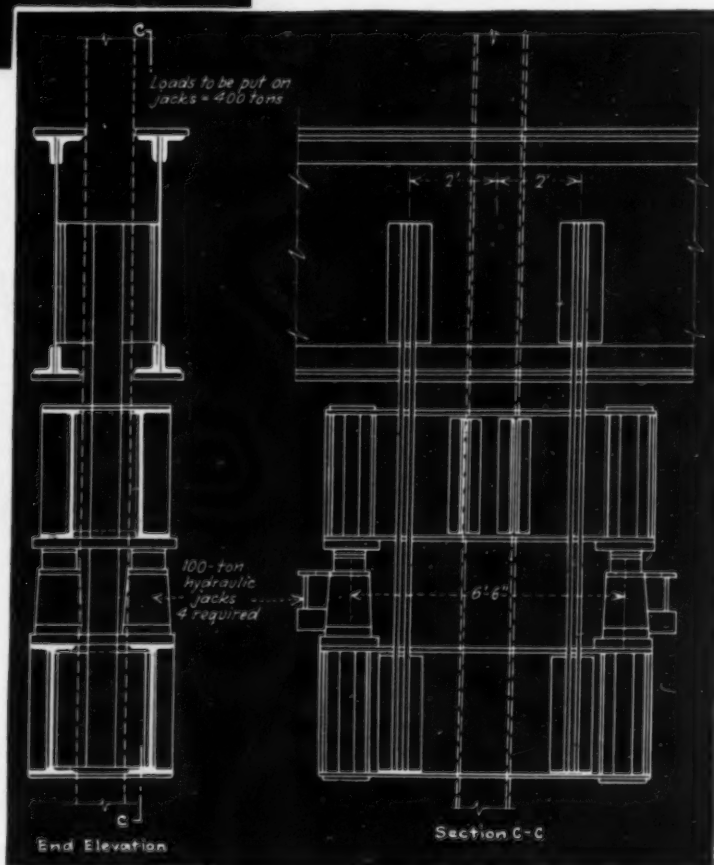 C
Loads to be put on
jacks = 400 tons
2' 2'
100-ton
hydraulic
jacks
4 required
6'-6"
C
End Elevation
Section C-C